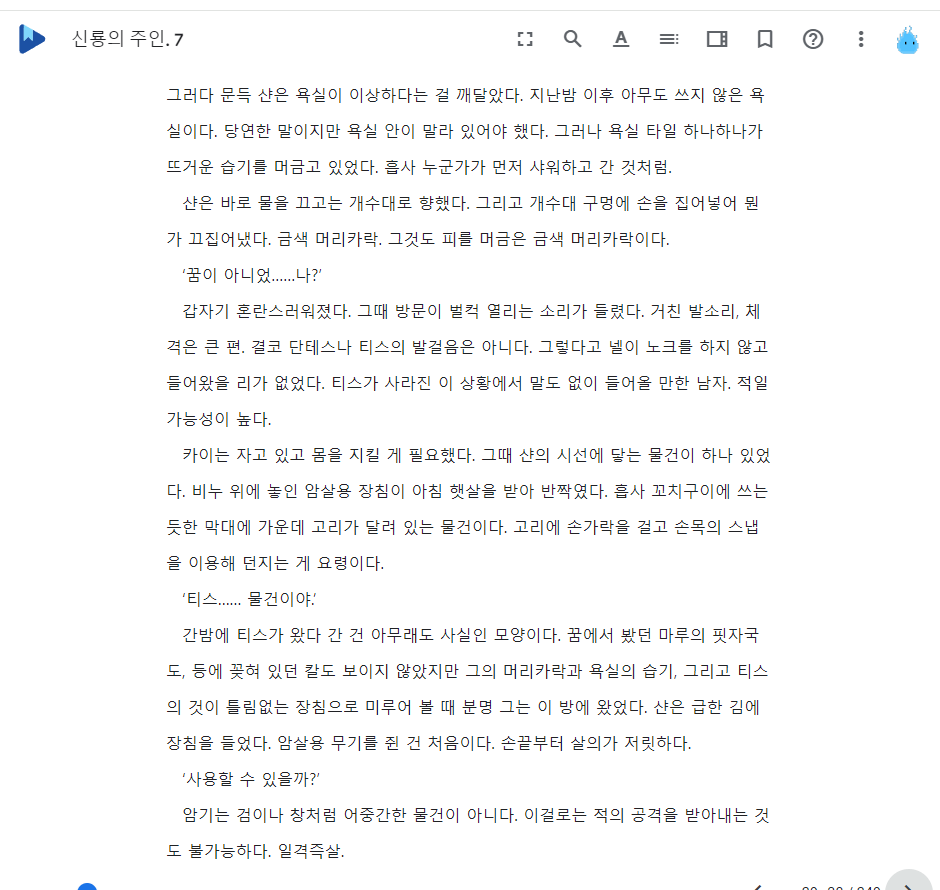 신룡의 주인. 7
그러다 문득 샨은 욕실이 이상하다는 걸 깨달았다. 지난밤 이후 아무도 쓰지 않은 욕
실이다. 당연한 말이지만 욕실 안이 말라 있어야 했다. 그러나 욕실 타일 하나하나가
뜨거운 습기를 머금고 있었다. 흡사 누군가가 먼저 샤워하고 간 것처럼.
샨은 바로 물을 끄고는 개수대로 향했다. 그리고 개수대 구멍에 손을 집어넣어 뭔
가 끄집어냈다. 금색 머리카락. 그것도 피를 머금은 금색 머리카락이다.
‘꿈이 아니었……나?’
갑자기 혼란스러워졌다. 그때 방문이 벌컥 열리는 소리가 들렸다. 거친 발소리, 체
격은 큰 편. 결코 단테스나 티스의 발걸음은 아니다. 그렇다고 넬이 노크를 하지 않고
들어왔을 리가 없었다. 티스가 사라진 이 상황에서 말도 없이 들어올 만한 남자. 적일
가능성이 높다.
카이는 자고 있고 몸을 지킬 게 필요했다. 그때 샨의 시선에 닿는 물건이 하나 있었
다. 비누 위에 놓인 암살용 장침이 아침 햇살을 받아 반짝였다. 흡사 꼬치구이에 쓰는
듯한 막대에 가운데 고리가 달려 있는 물건이다. 고리에 손가락을 걸고 손목의 스냅
을 이용해 던지는 게 요령이다.
‘티스…… 물건이야.’
간밤에 티스가 왔다 간 건 아무래도 사실인 모양이다. 꿈에서 봤던 마루의 핏자국
도, 등에 꽂혀 있던 칼도 보이지 않았지만 그의 머리카락과 욕실의 습기, 그리고 티스
의 것이 틀림없는 장침으로 미루어 볼 때 분명 그는 이 방에 왔었다. 샨은 급한 김에
장침을 들었다. 암살용 무기를 쥔 건 처음이다. 손끝부터 살의가 저릿하다.
‘사용할 수 있을까?’
암기는 검이나 창처럼 어중간한 물건이 아니다. 이걸로는 적의 공격을 받아내는 것
도 불가능하다. 일격즉살.